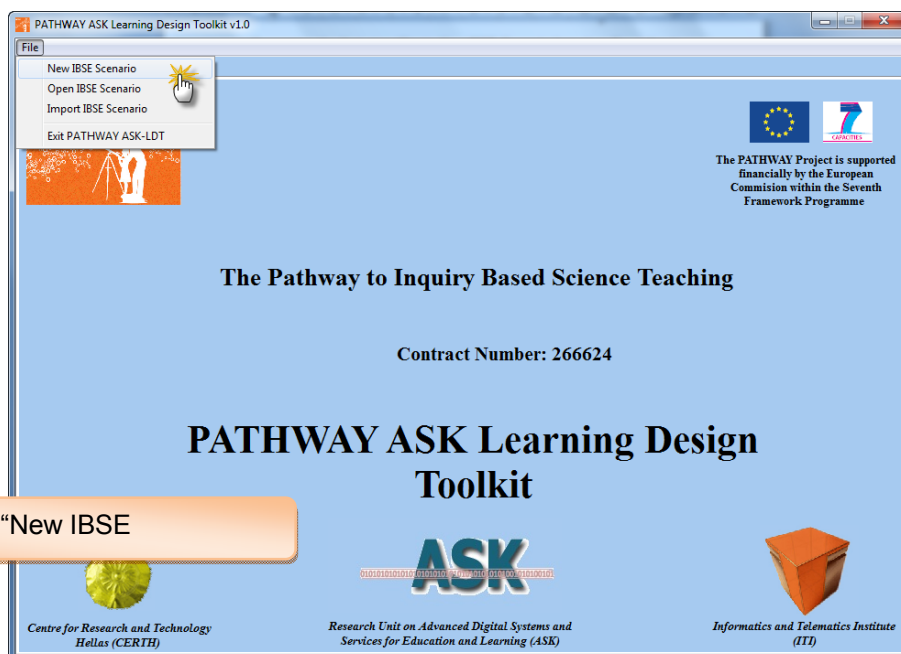 PATHWAY ASK Learning Design Toolkit v1.0
File
New IBSE Scenario
Open IBSE Scenario
Import IBSE Scenario
Exit PATHWAY ASK-LDT
7
CAPACITIES
The PATHWAY Project is supported
financially by the European
Commision within the Seventh
Framework Programme
The Pathway to Inquiry Based Science Teaching
Contract Number: 266624
PATHWAY ASK Learning Design
Toolkit
“New IBSE
ASK
Centre for Research and Technology
Hellas (CERTH)
Research Unit on Advanced Digital Systems and
Services for Education and Learning (ASK)
Informatics and Telematics Institute
(ITI)